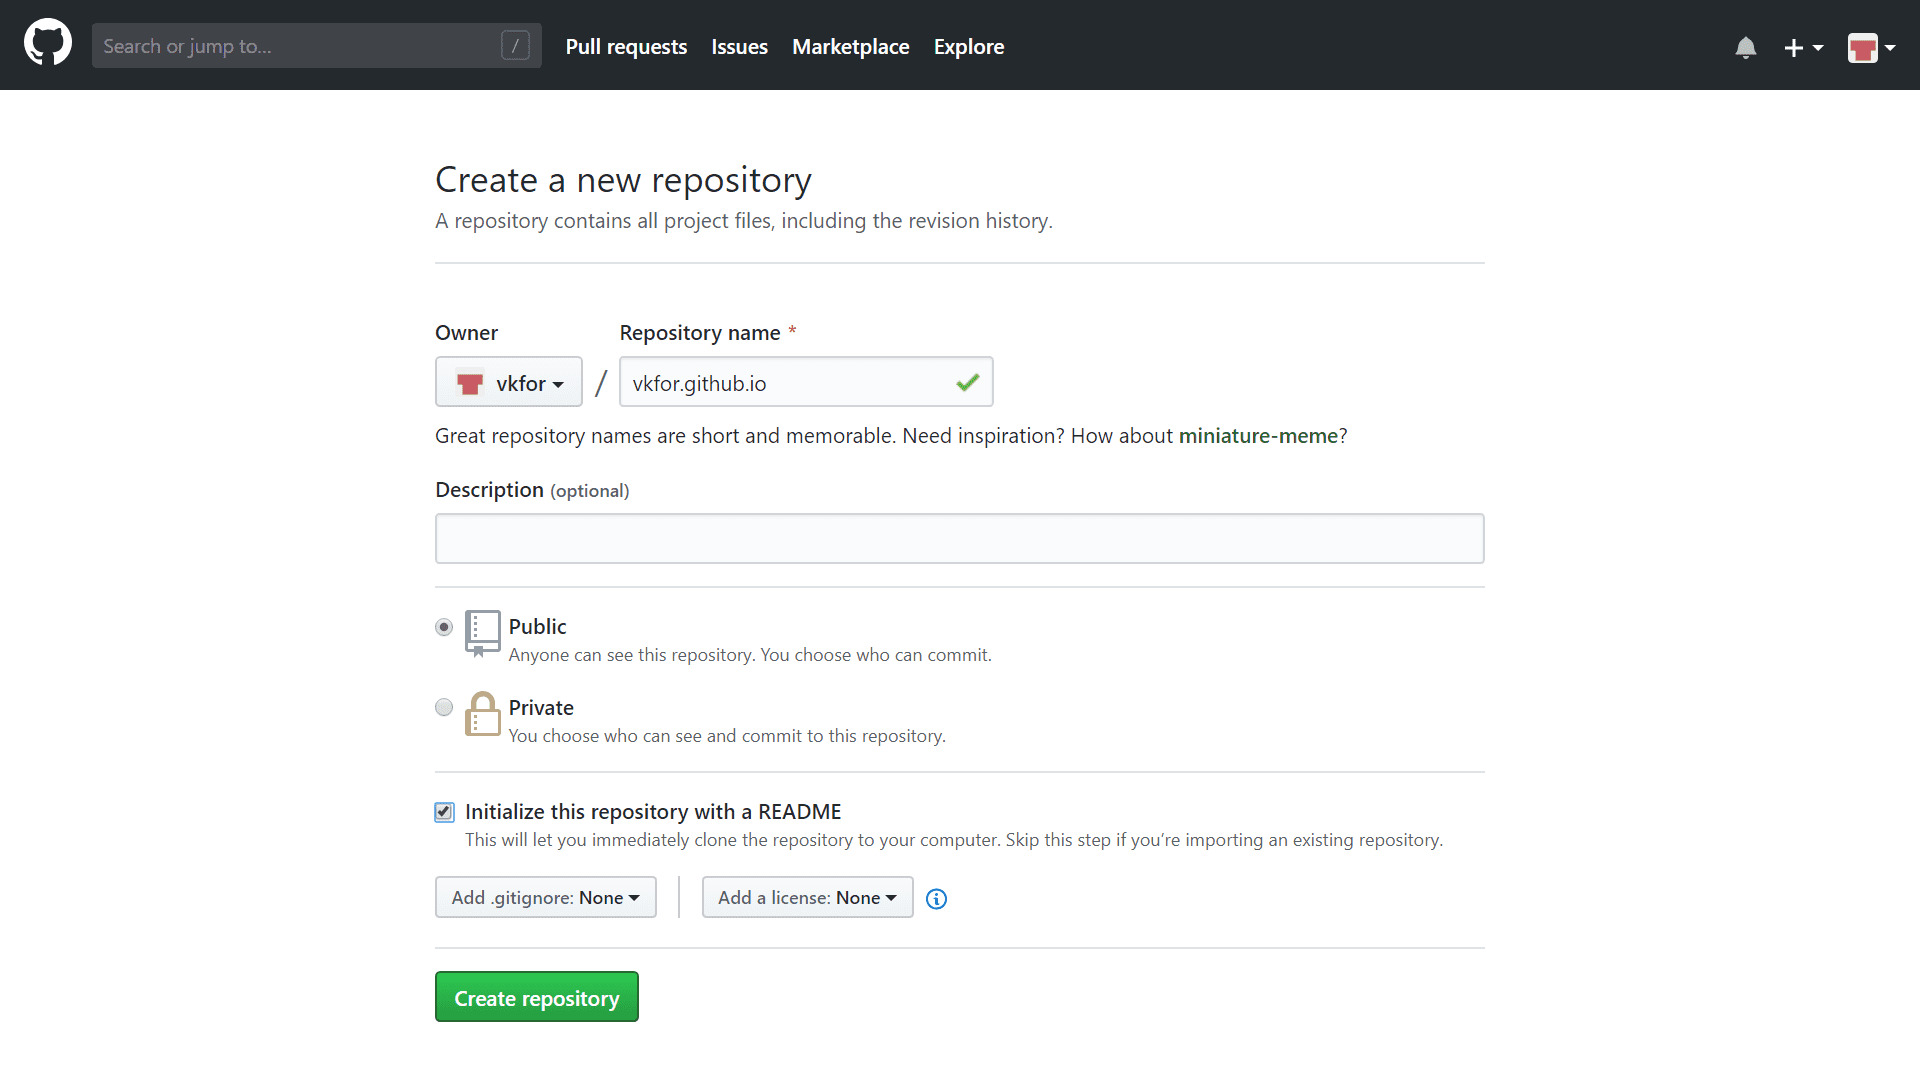 Search or jump to... / Pull requests Issues Marketplace Explore
Create a new repository
A repository contains all project files, including the revision history.
Owner Repository name *
vkfor / vkfor.github.io
Great repository names are short and memorable. Need inspiration? How about miniature-meme?
Description (optional)
Public
Anyone can see this repository. You choose who can commit.
Private
You choose who can see and commit to this repository.
Initialize this repository with a README
This will let you immediately clone the repository to your computer. Skip this step if you’re importing an existing repository.
Add .gitignore: None Add a license: None
Create repository